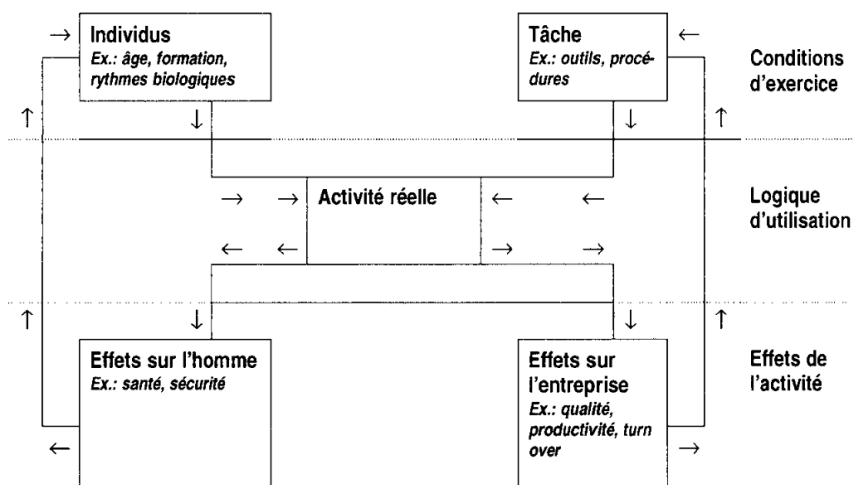 Individus
Ex.: âge, formation,
rythmes biologiques
Tâche
Ex.: outils, procé-
dures
Conditions
d'exercice
Activité réelle
Logique
d'utilisation
Effets sur l'homme
Ex.: santé, sécurité
Effets sur
l'entreprise
Ex.: qualité,
productivité, turn
over
Effets de
l'activité